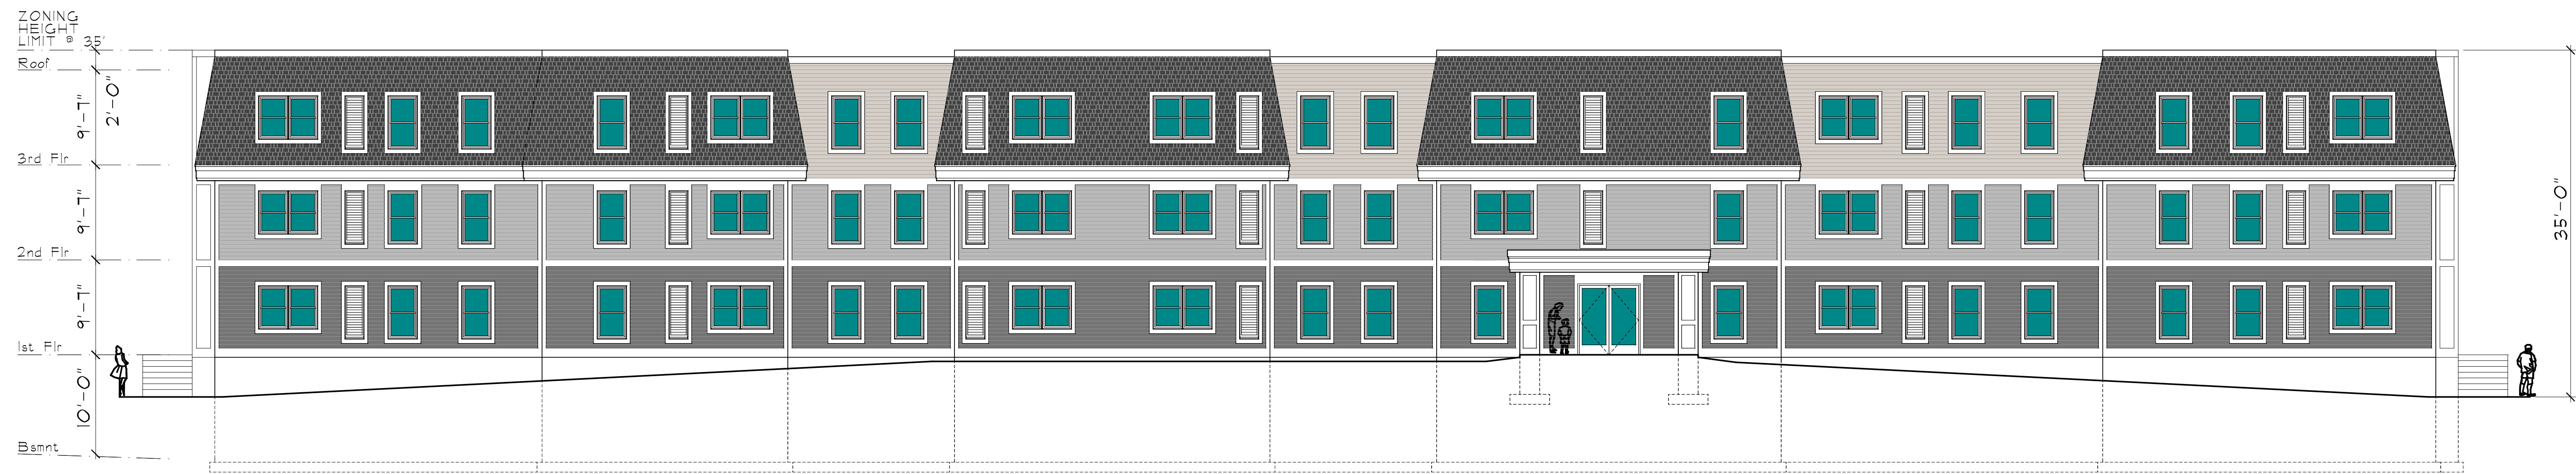 ZONING
HEIGHT
LIMIT @ 35'
Roof
2'-0"
9'-7"
3rd Flr
9'-7"
2nd Flr
9'-7"
1st Flr
10'-0"
Bsmnt
35'-0"